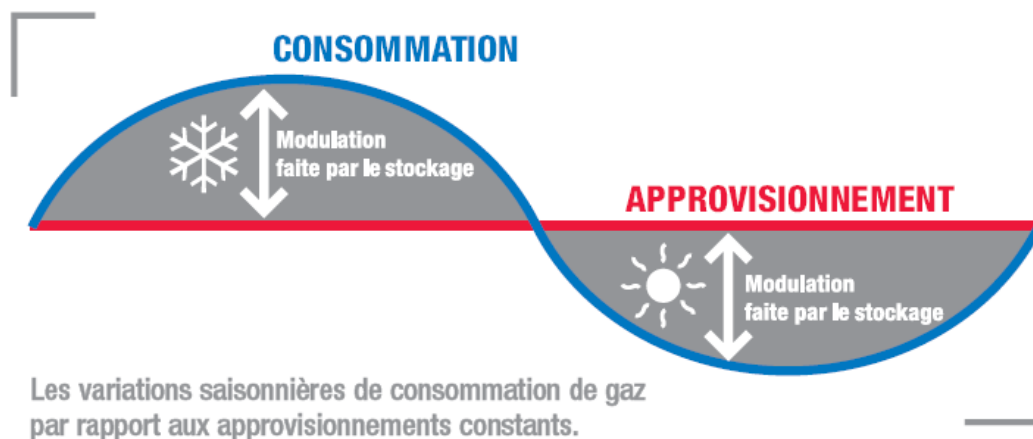 CONSOMMATION
Modulation
faite par le stockage
APPROVISIONNEMENT
Modulation
faite par le stockage
Les variations saisonnières de consommation de gaz
par rapport aux approvisionnements constants.